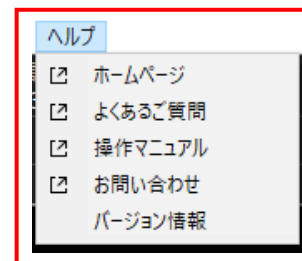 ヘルプ
ホームページ
よくあるご質問
操作マニュアル
お問い合わせ
バージョン情報